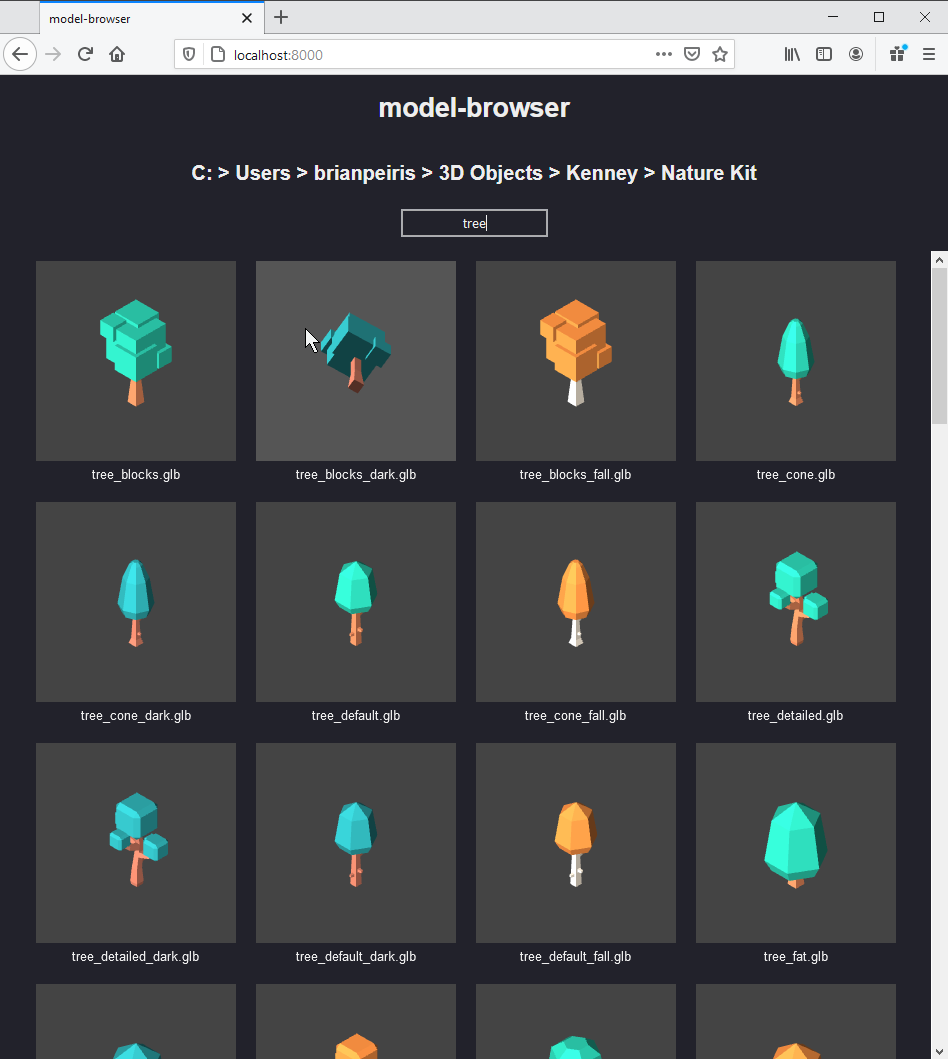 model-browser
localhost:8000
model-browser
C: > Users > brianpeiris > 3D Objects > Kenney > Nature Kit
tree
tree_blocks.glb
tree_blocks_dark.glb
tree_blocks_fall.glb
tree_cone.glb
tree_cone_dark.glb
tree_default.glb
tree_cone_fall.glb
tree_detailed.glb
tree_detailed_dark.glb
tree_default_dark.glb
tree_default_fall.glb
tree_fat.glb